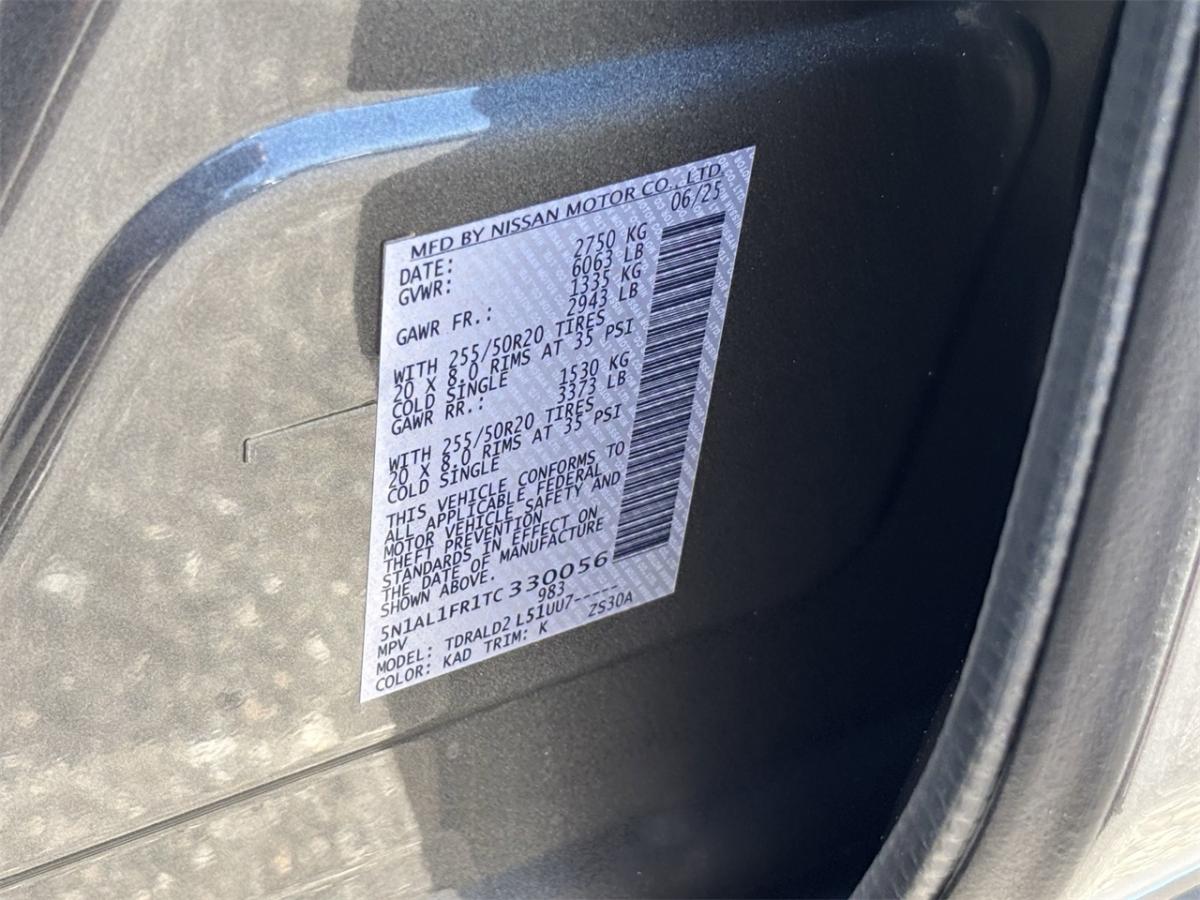 MFD BY NISSAN MOTOR CO., LTD
DATE: 06/25
GVWR: 2750 KG
6063 LB
GAWR FR.: 1335 KG
2943 LB
WITH 255/50R20 TIRES
20 X 8.0 RIMS AT 35 PSI
COLD SINGLE
GAWR RR.: 1530 KG
3373 LB
WITH 255/50R20 TIRES
20 X 8.0 RIMS AT 35 PSI
COLD SINGLE
THIS VEHICLE CONFORMS TO
ALL APPLICABLE FEDERAL
MOTOR VEHICLE SAFETY AND
THEFT PREVENTION
STANDARDS IN EFFECT ON
THE DATE OF MANUFACTURE
SHOWN ABOVE.
5N1AL1FR1TC330056
MPV 983
MODEL: TDRALD2 L51UU7-----
COLOR: KAD TRIM: K ZS30A